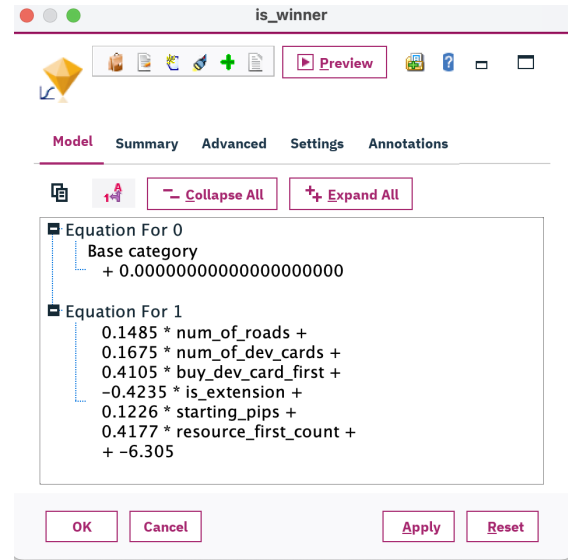 is_winner
Preview
?
Model Summary Advanced Settings Annotations
1 A
Collapse All Expand All
Equation For 0
Base category
+ 0.00000000000000000000
Equation For 1
0.1485 * num_of_roads +
0.1675 * num_of_dev_cards +
0.4105 * buy_dev_card_first +
-0.4235 * is_extension +
0.1226 * starting_pips +
0.4177 * resource_first_count +
+ -6.305
OK Cancel Apply Reset